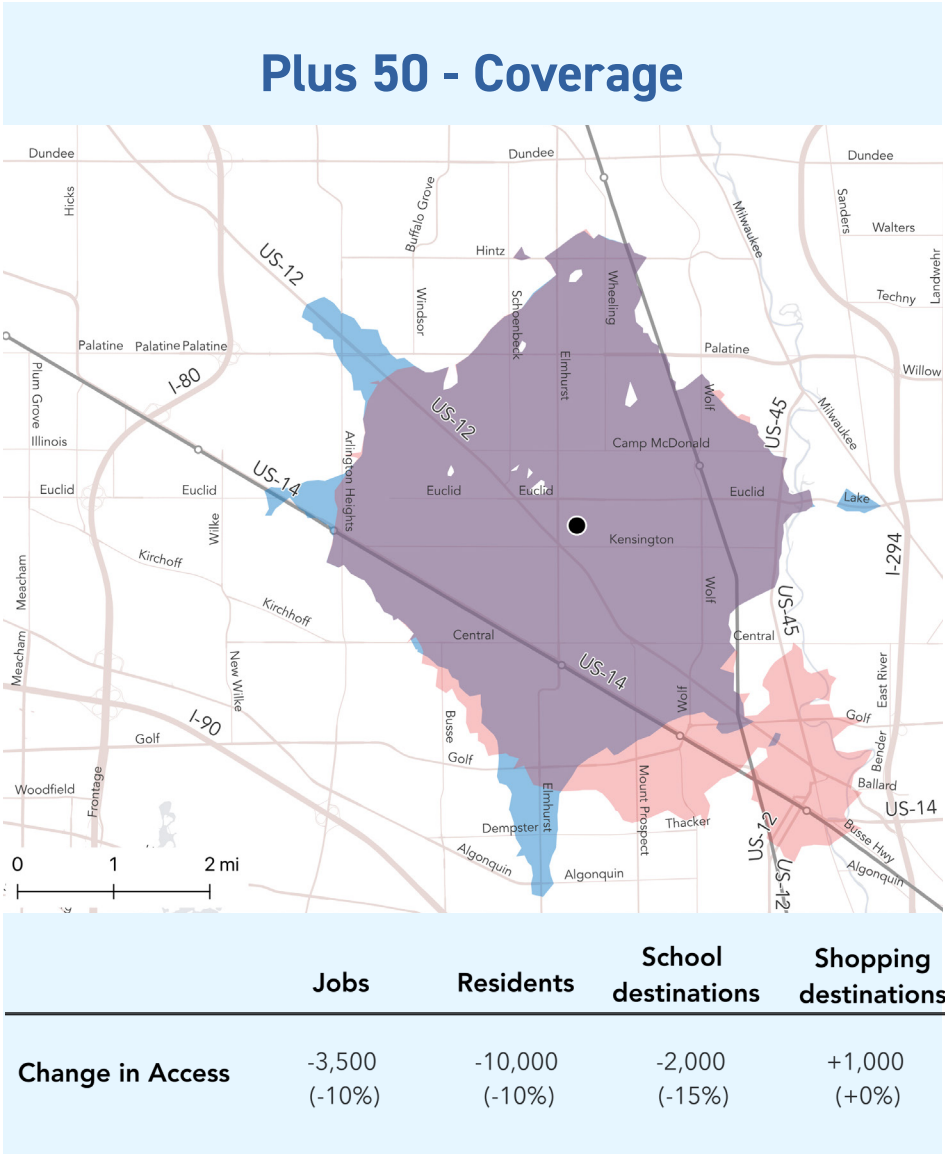 Plus 50 - Coverage
Dundee
Dundee
Dundee
Hicks
Buffalo Grove
Milwaukee
Sanders
Walters
Hintz
US-12
Landwehr
Windsor
Schoenbeck
Wheeling
Techny
Palatine
Palatine
Palatine
Palatine
Elmhurst
Willow
Plum Grove
I-80
Wolf
US-12
US-45
Milwaukee
Illinois
Arlington Heights
Camp McDonald
US-14
Euclid
Euclid
Euclid
Euclid
Euclid
Lake
Wilke
Kensington
I-294
Kirchoff
Meacham
Wolf
US-45
Kirchhoff
Central
Central
Meacham
New Wilke
US-14
Wolf
East River
Busse
I-90
Golf
Golf
Golf
Bender
Woodfield
Frontage
Elmhurst
Mount Prospect
Ballard
US-14
Dempster
Thacker
US-12
Busse Hwy
Algonquin
Algonquin
Algonquin
US-12
0 1 2 mi
Jobs Residents School destinations Shopping destinations
Change in Access -3,500 -10,000 -2,000 +1,000
(-10%) (-10%) (-15%) (+0%)